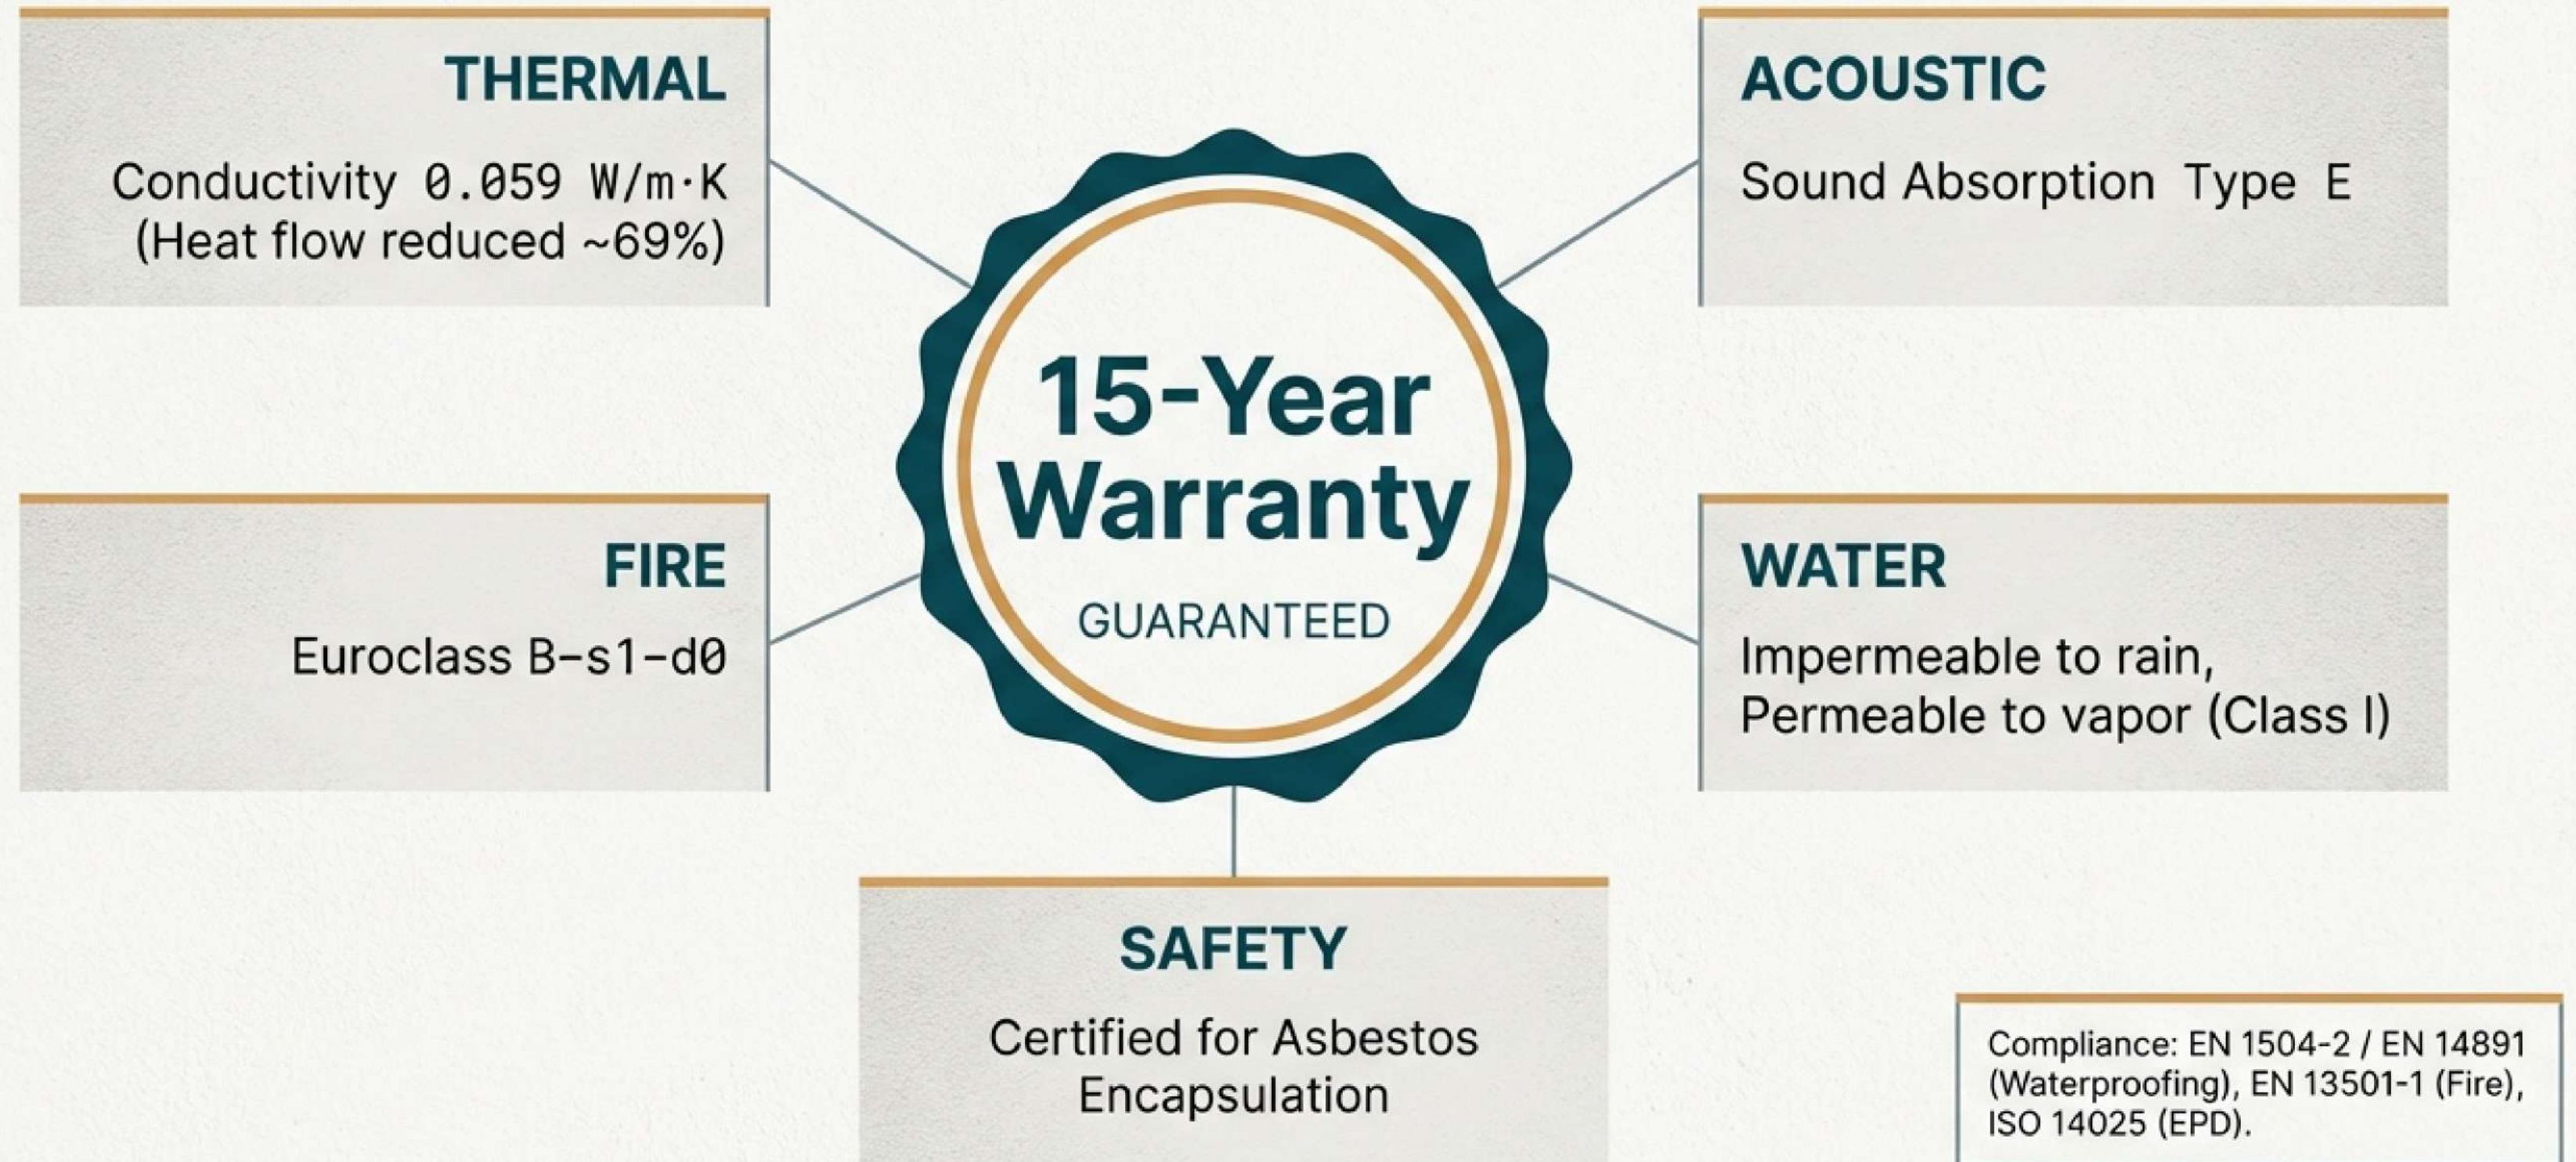 THERMAL
Conductivity 0.059 W/m·K
(Heat flow reduced ~69%)
ACOUSTIC
Sound Absorption Type E
15-Year
Warranty
GUARANTEED
FIRE
Euroclass B-s1-d0
WATER
Impermeable to rain,
Permeable to vapor (Class I)
SAFETY
Certified for Asbestos
Encapsulation
Compliance: EN 1504-2 / EN 14891
(Waterproofing), EN 13501-1 (Fire),
ISO 14025 (EPD).